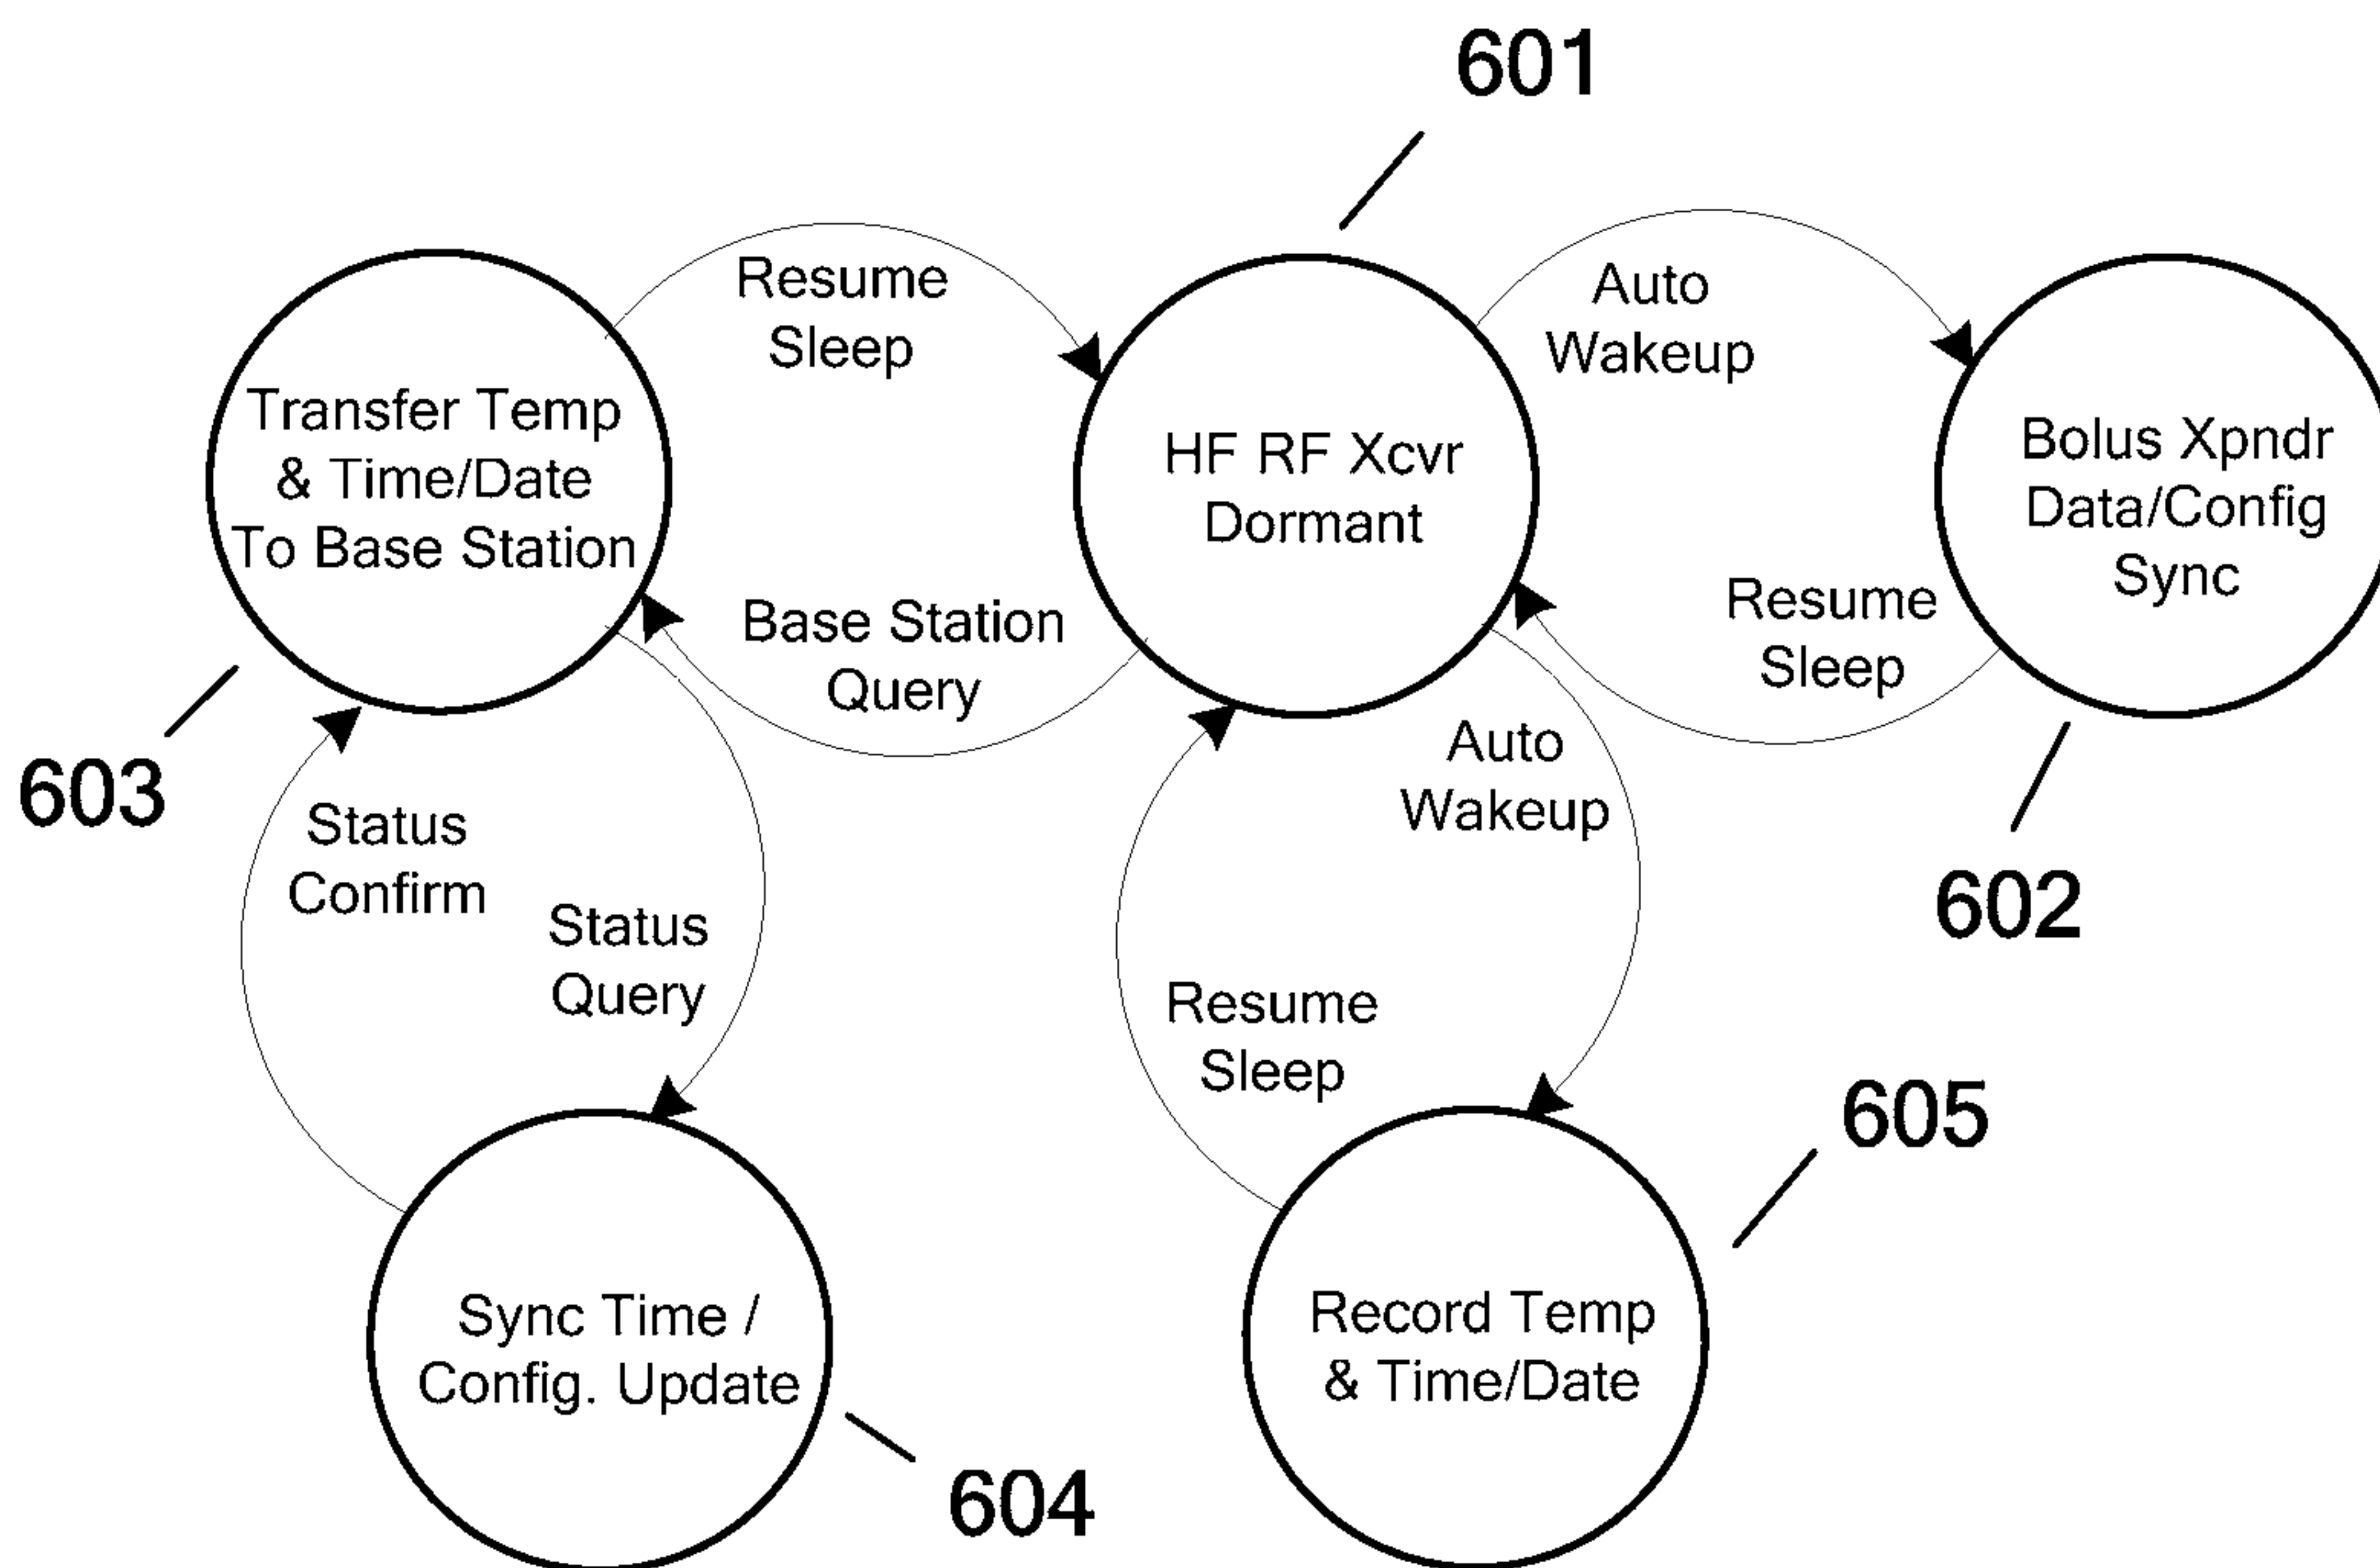 601
Resume
Sleep
Auto
Wakeup
Transfer Temp
& Time/Date
To Base Station
HF RF Xcvr
Dormant
Bolus Xpndr
Data/Config
Sync
Base Station
Query
Resume
Sleep
603
Status
Confirm
Status
Query
Auto
Wakeup
602
Resume
Sleep
605
Sync Time /
Config. Update
Record Temp
& Time/Date
604